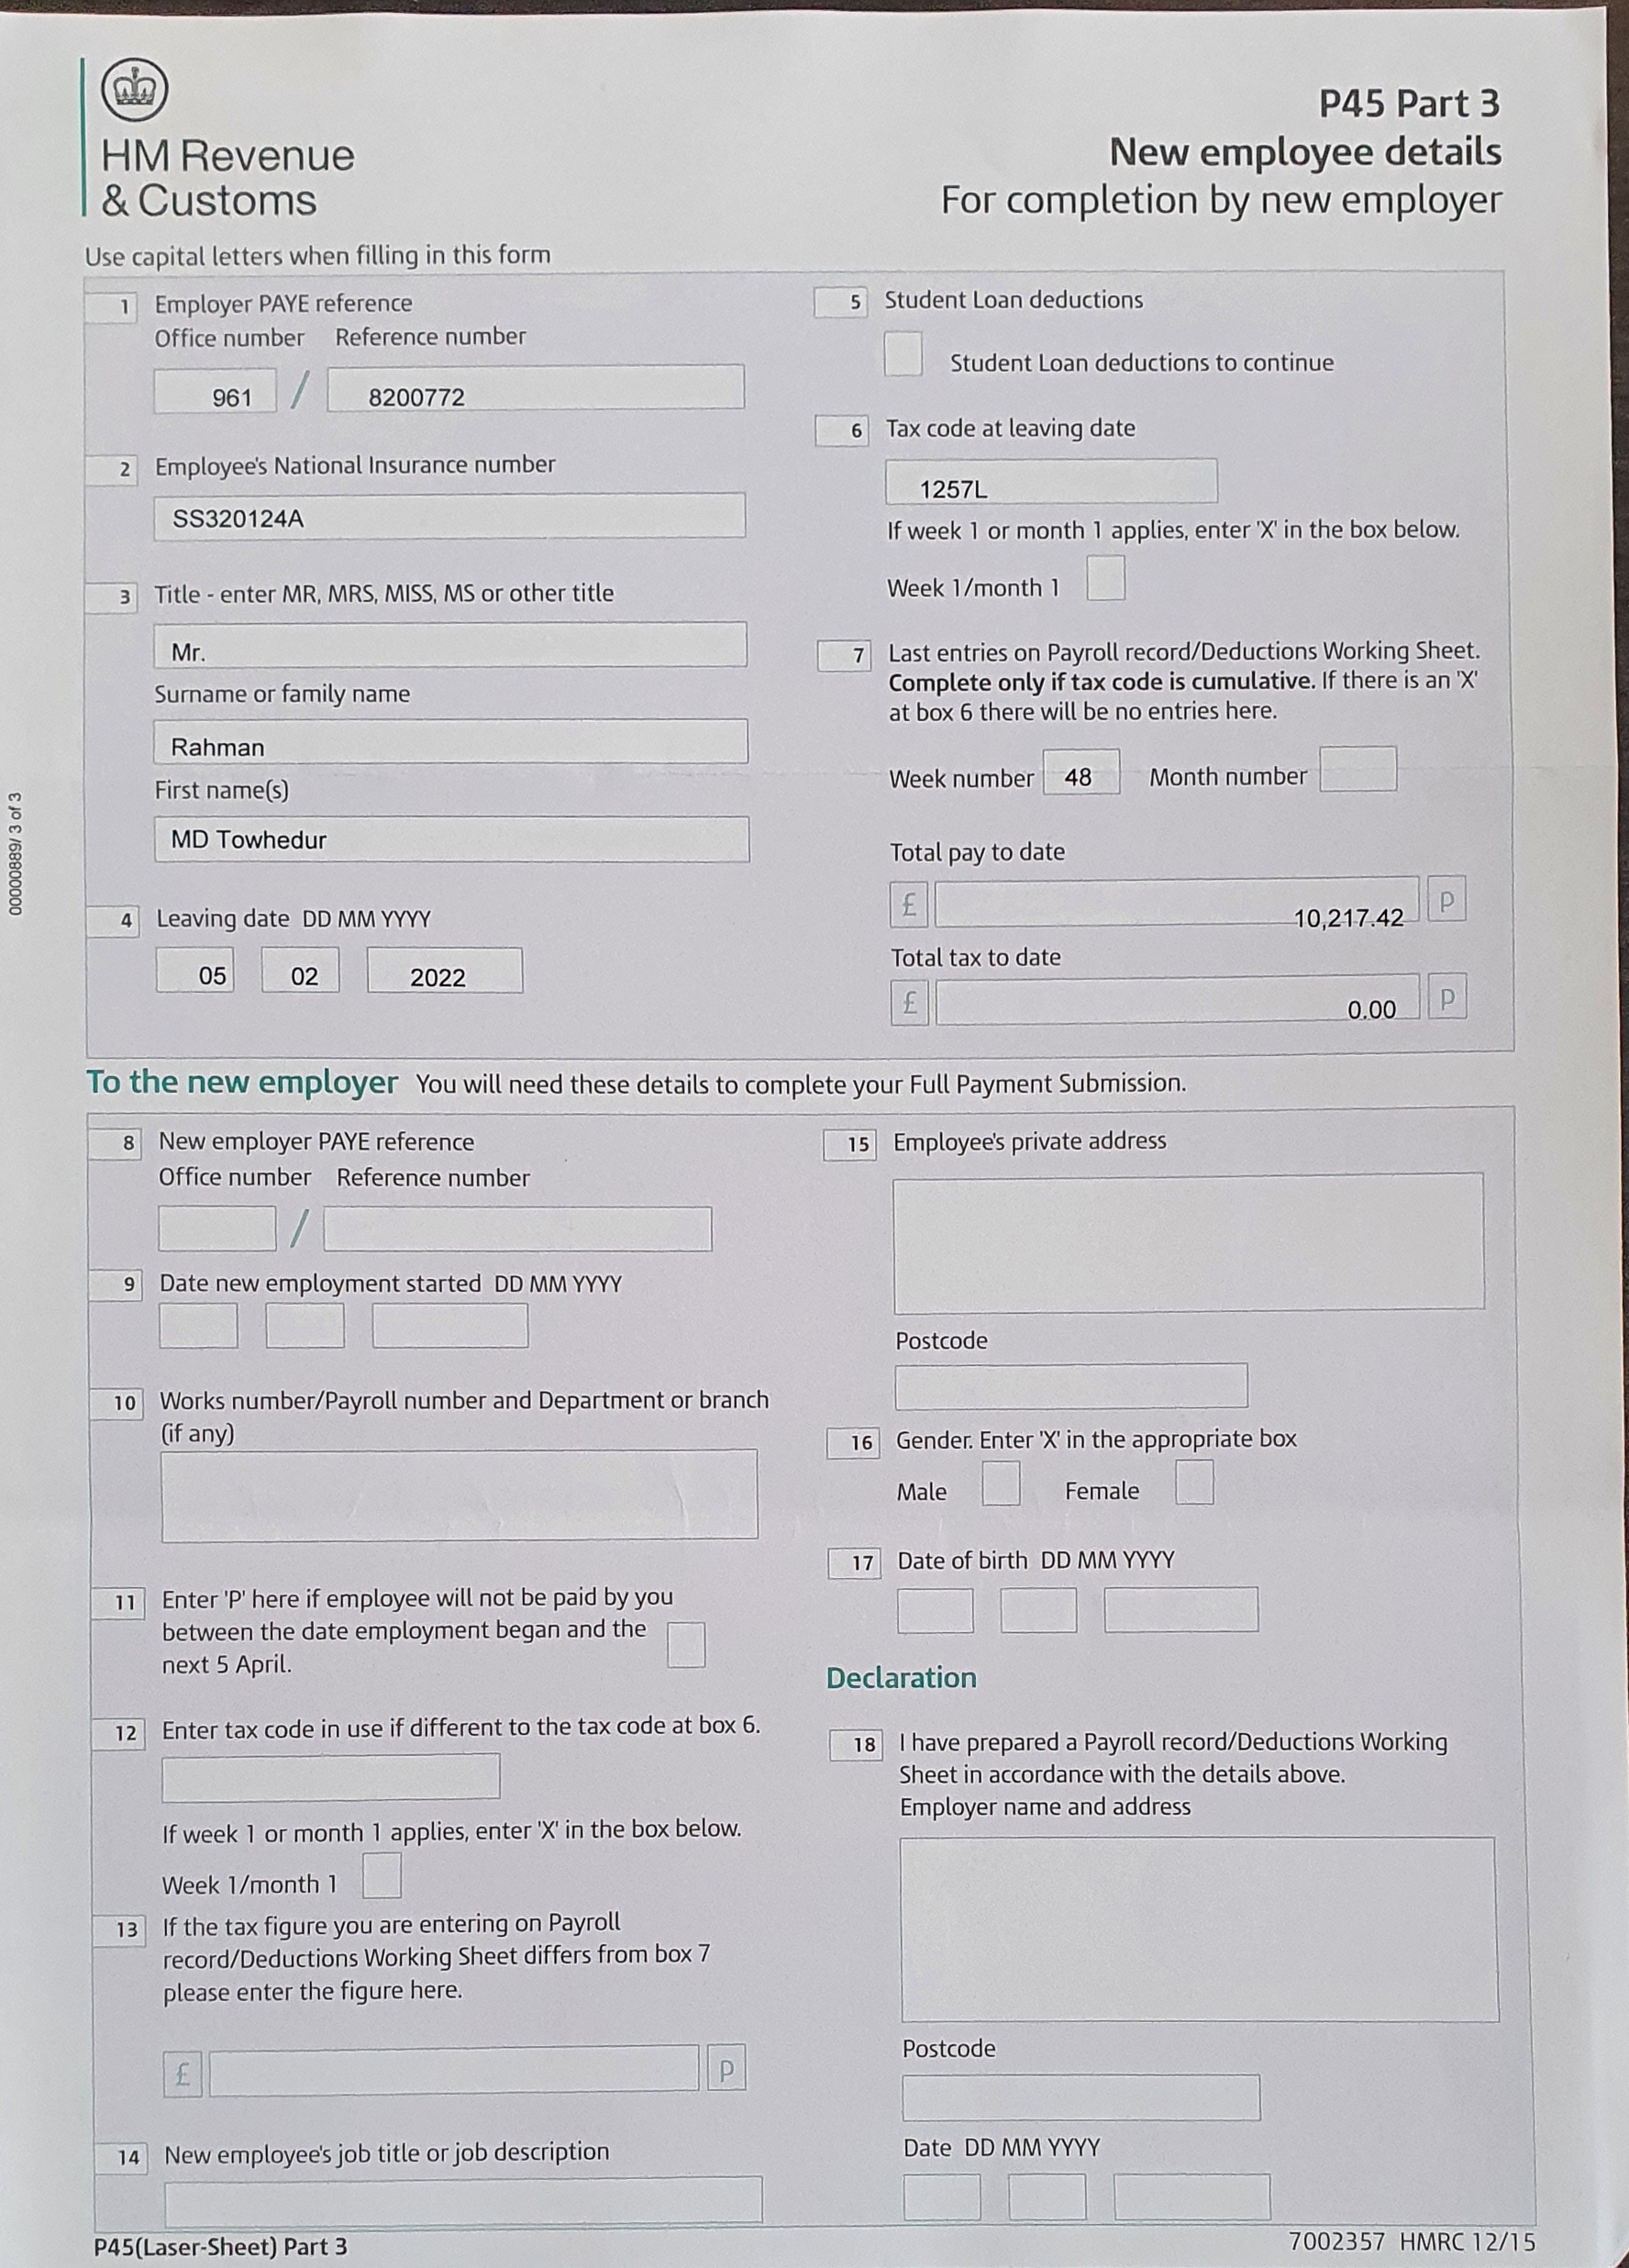 HM Revenue
& Customs
P45 Part 3
New employee details
For completion by new employer
Use capital letters when filling in this form
1 Employer PAYE reference
Office number Reference number
961 / 8200772
2 Employee's National Insurance number
SS320124A
3 Title - enter MR, MRS, MISS, MS or other title
Mr.
Surname or family name
Rahman
First name(s)
MD Towhedur
4 Leaving date DD MM YYYY
05 02 2022
5 Student Loan deductions
Student Loan deductions to continue
6 Tax code at leaving date
1257L
If week 1 or month 1 applies, enter 'X' in the box below.
Week 1/month 1
7 Last entries on Payroll record/Deductions Working Sheet.
Complete only if tax code is cumulative. If there is an 'X'
at box 6 there will be no entries here.
Week number 48 Month number
Total pay to date
£ 10,217.42 p
Total tax to date
£ 0.00 p
00000889/ 3 of 3
To the new employer You will need these details to complete your Full Payment Submission.
8 New employer PAYE reference
Office number Reference number
/
9 Date new employment started DD MM YYYY
10 Works number/Payroll number and Department or branch
(if any)
11 Enter 'P' here if employee will not be paid by you
between the date employment began and the
next 5 April.
12 Enter tax code in use if different to the tax code at box 6.
If week 1 or month 1 applies, enter 'X' in the box below.
Week 1/month 1
13 If the tax figure you are entering on Payroll
record/Deductions Working Sheet differs from box 7
please enter the figure here.
£ p
14 New employee's job title or job description
15 Employee's private address
Postcode
16 Gender. Enter 'X' in the appropriate box
Male Female
17 Date of birth DD MM YYYY
Declaration
18 I have prepared a Payroll record/Deductions Working
Sheet in accordance with the details above.
Employer name and address
Postcode
Date DD MM YYYY
P45(Laser-Sheet) Part 3
7002357 HMRC 12/15